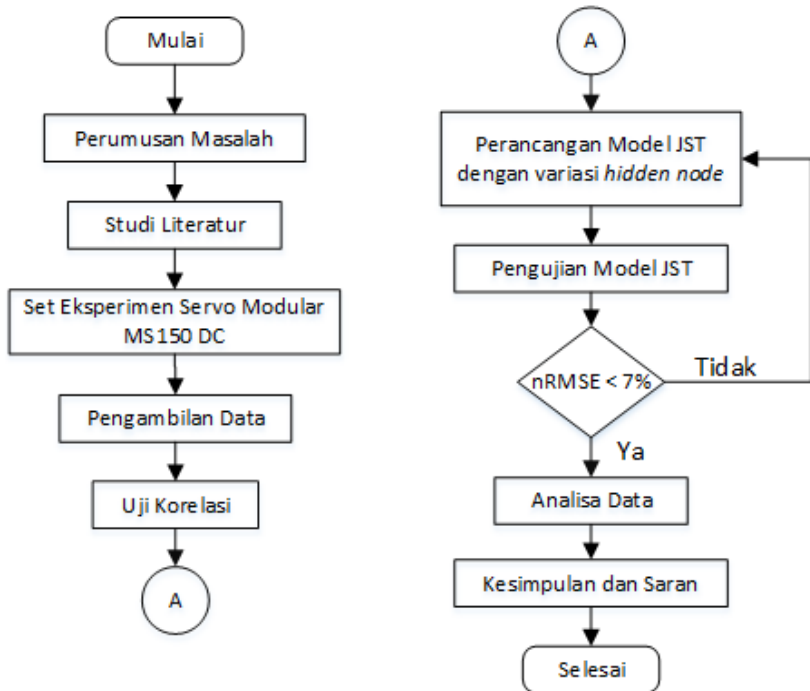 Mulai
Perumusan Masalah
Studi Literatur
Set Eksperimen Servo Modular
MS150 DC
Pengambilan Data
Uji Korelasi
A
A
Perancangan Model JST
dengan variasi hidden node
Pengujian Model JST
nRMSE < 7%
Tidak
Ya
Analisa Data
Kesimpulan dan Saran
Selesai